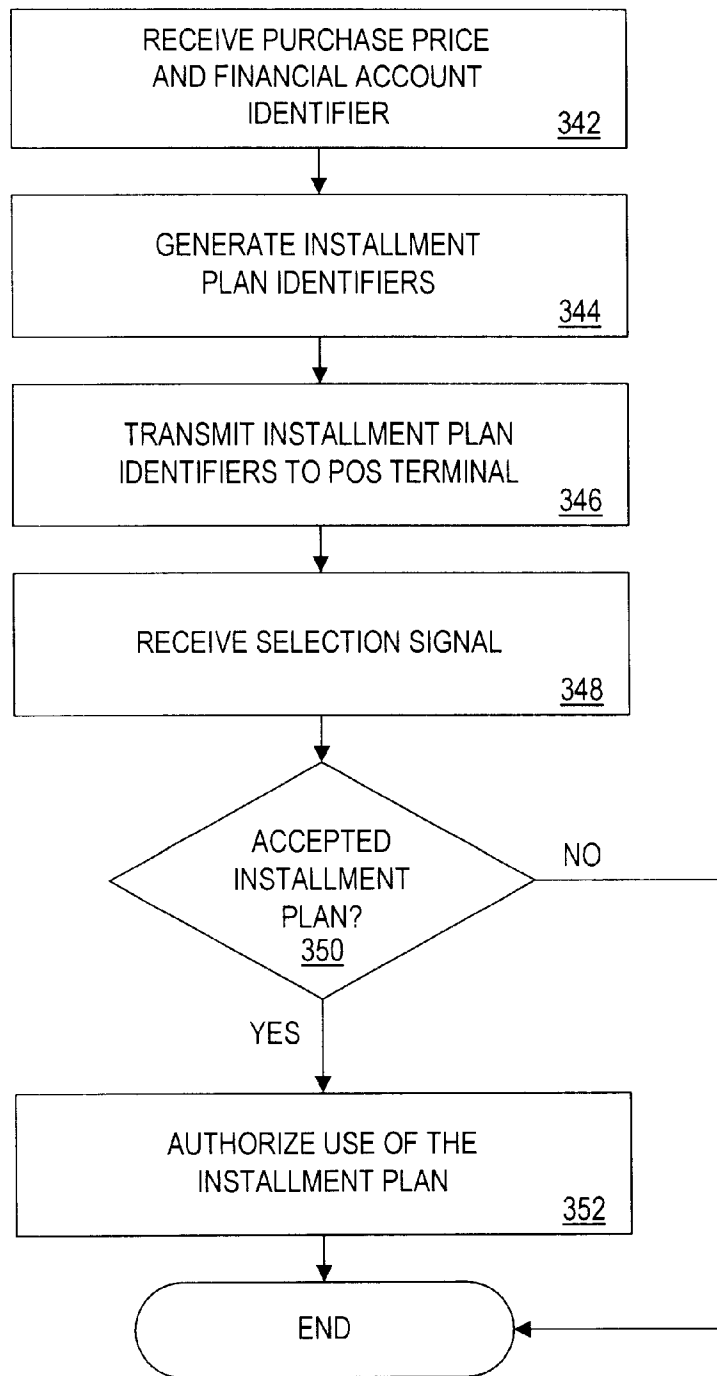 RECEIVE PURCHASE PRICE
AND FINANCIAL ACCOUNT
IDENTIFIER
342
GENERATE INSTALLMENT
PLAN IDENTIFIERS
344
TRANSMIT INSTALLMENT PLAN
IDENTIFIERS TO POS TERMINAL
346
RECEIVE SELECTION SIGNAL
348
ACCEPTED
INSTALLMENT
PLAN?
350
NO
YES
AUTHORIZE USE OF THE
INSTALLMENT PLAN
352
END